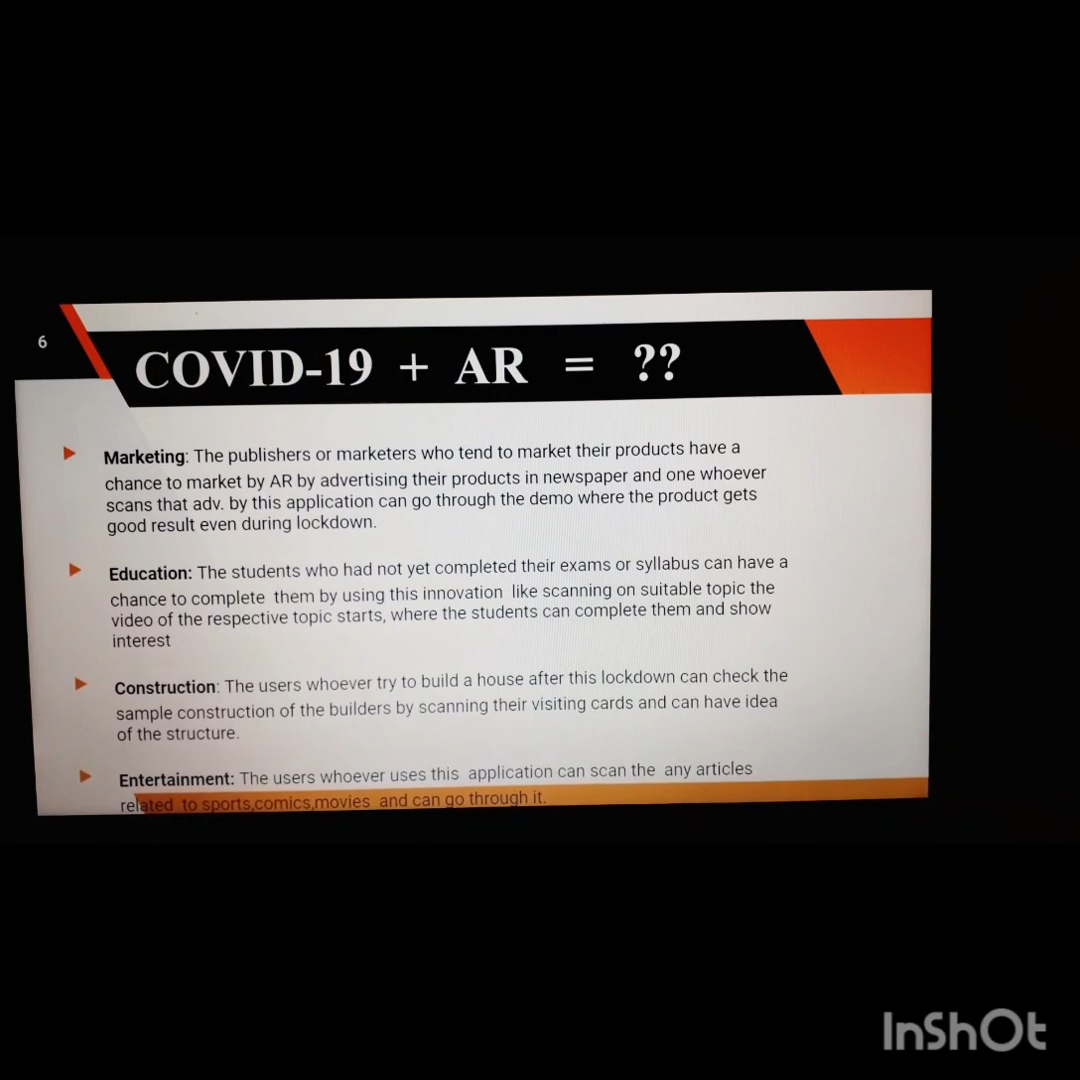 6
COVID-19 + AR = ??
Marketing: The publishers or marketers who tend to market their products have a
chance to market by AR by advertising their products in newspaper and one whoever
scans that adv. by this application can go through the demo where the product gets
good result even during lockdown.
Education: The students who had not yet completed their exams or syllabus can have a
chance to complete them by using this innovation like scanning on suitable topic the
video of the respective topic starts, where the students can complete them and show
interest
Construction: The users whoever try to build a house after this lockdown can check the
sample construction of the builders by scanning their visiting cards and can have idea
of the structure.
Entertainment: The users whoever uses this application can scan the any articles
related to sports,comics,movies and can go through it.
InShOt